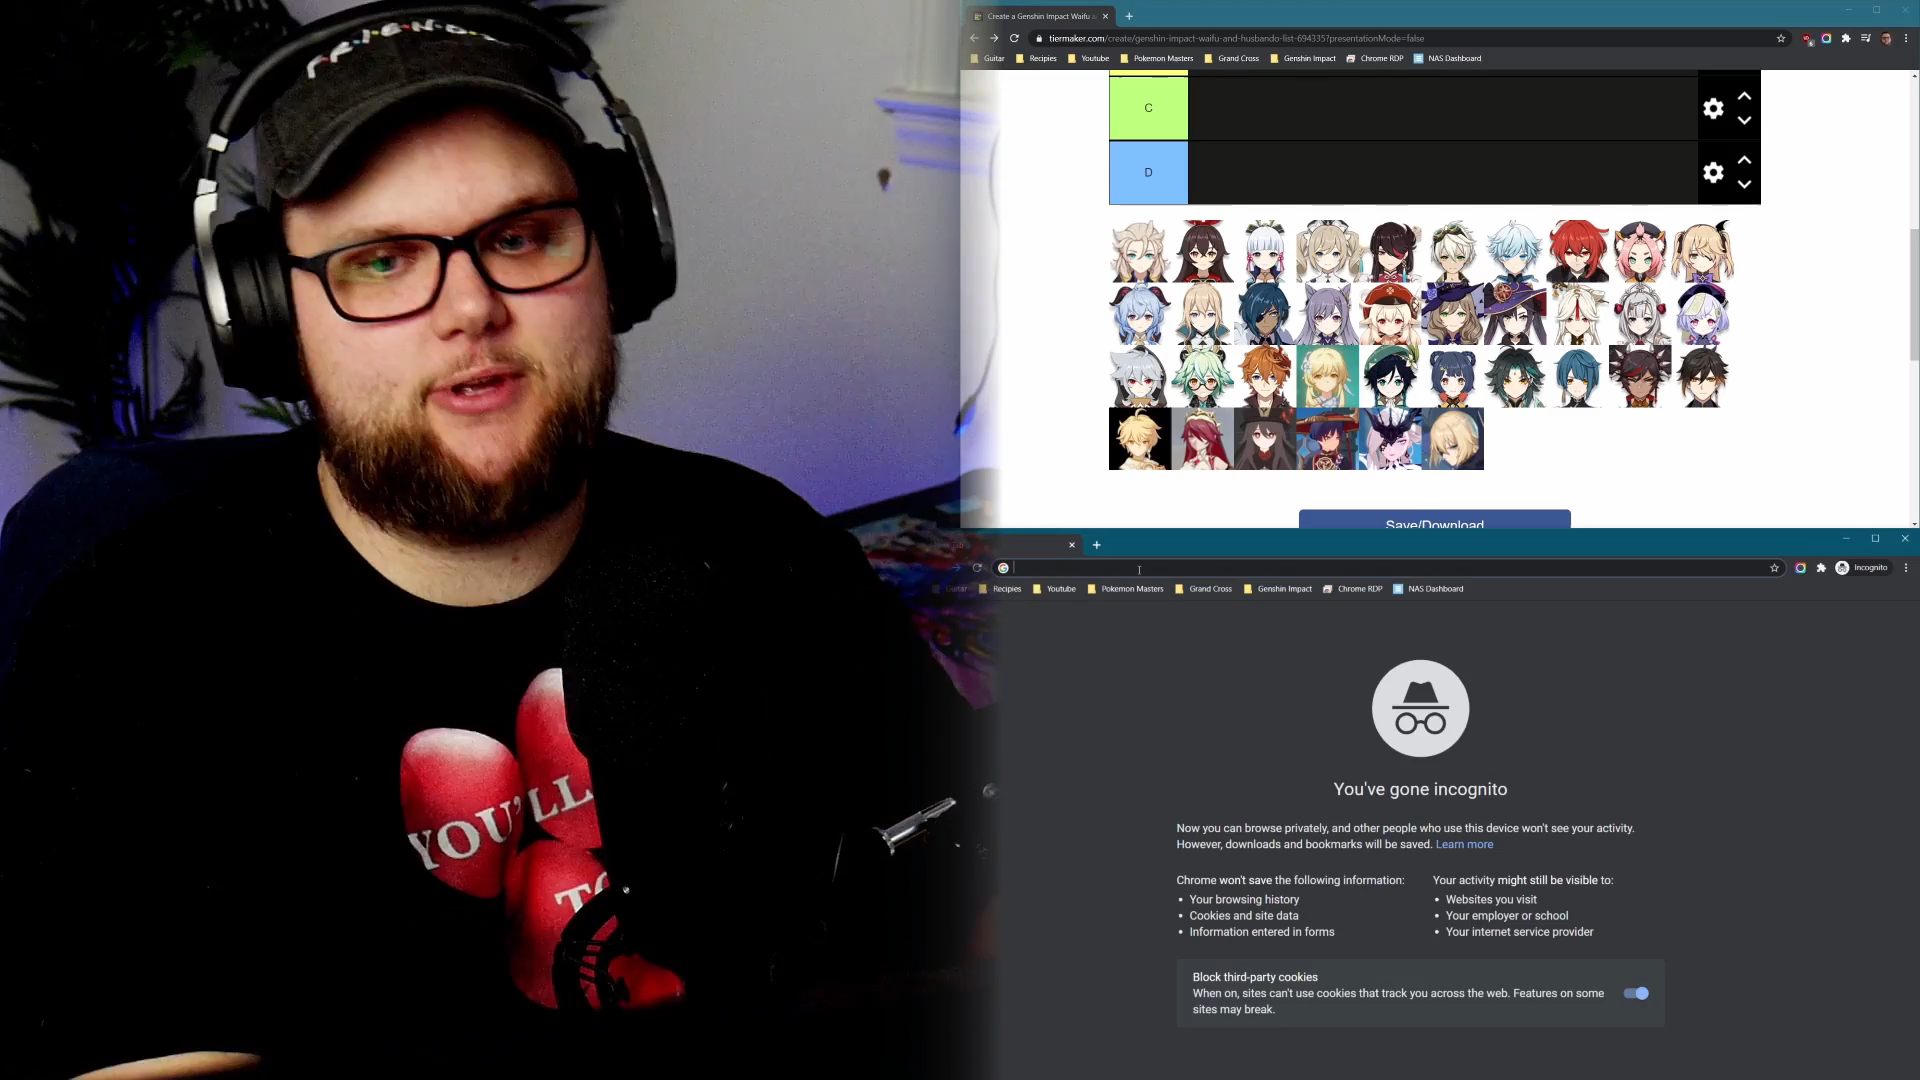 FRIENDS
YOU'LL
Create a Genshin Impact Waifu a
tiermaker.com/create/genshin-impact-waifu-and-husbando-list-694335?presentationMode=false
Guitar Recipies Youtube Pokemon Masters Grand Cross Genshin Impact Chrome RDP NAS Dashboard
C
D
Save/Download
Incognito
Guitar Recipies Youtube Pokemon Masters Grand Cross Genshin Impact Chrome RDP NAS Dashboard
You've gone incognito
Now you can browse privately, and other people who use this device won't see your activity.
However, downloads and bookmarks will be saved. Learn more
Chrome won't save the following information:
• Your browsing history
• Cookies and site data
• Information entered in forms
Your activity might still be visible to:
• Websites you visit
• Your employer or school
• Your internet service provider
Block third-party cookies
When on, sites can't use cookies that track you across the web. Features on some
sites may break.